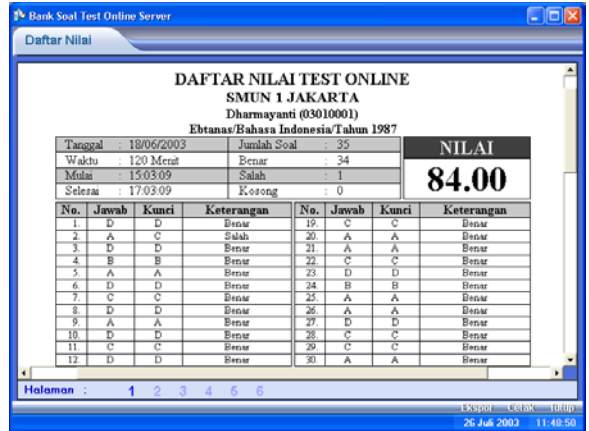 Bank Soal Test Online Server
Daftar Nilai
DAFTAR NILAI TEST ONLINE
SMUN 1 JAKARTA
Dharmayanti (03010001)
Ebtanas/Bahasa Indonesia/Tahun 1987
Tanggal : 18/06/2003 Jumlah Soal : 35 NILAI
Waktu : 120 Menit Benar : 34
Mulai : 15:03:09 Salah : 1 84.00
Selesai : 17:03:09 Kosong : 0
No. Jawab Kunci Keterangan No. Jawab Kunci Keterangan
1. D D Benar 19. C C Benar
2. A C Salah 20. A A Benar
3. D D Benar 21. A A Benar
4. B B Benar 22. C C Benar
5. A A Benar 23. D D Benar
6. D D Benar 24. B B Benar
7. C C Benar 25. A A Benar
8. D D Benar 26. A A Benar
9. A A Benar 27. D D Benar
10. D D Benar 28. C C Benar
11. C C Benar 29. C C Benar
12. D D Benar 30. A A Benar
Halaman : 1 2 3 4 5 6
Ekspor Cetak Tutup
26 Juli 2003 11:40:50